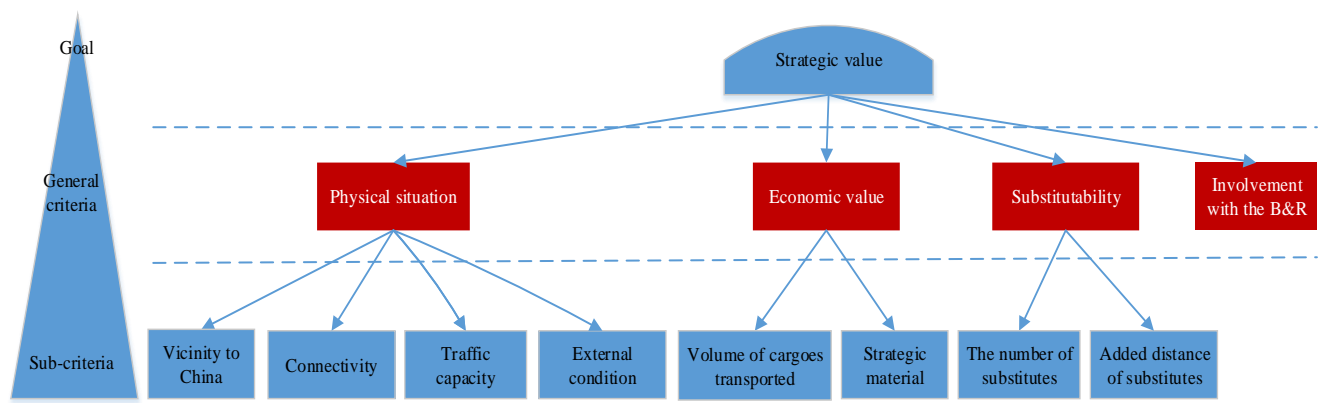 Goal
Strategic value
General
criteria
Physical situation
Economic value
Substitutability
Involvement
with the B&R
Sub-criteria
Vicinity to
China
Connectivity
Traffic
capacity
External
condition
Volume of cargoes
transported
Strategic
material
The number of
substitutes
Added distance
of substitutes